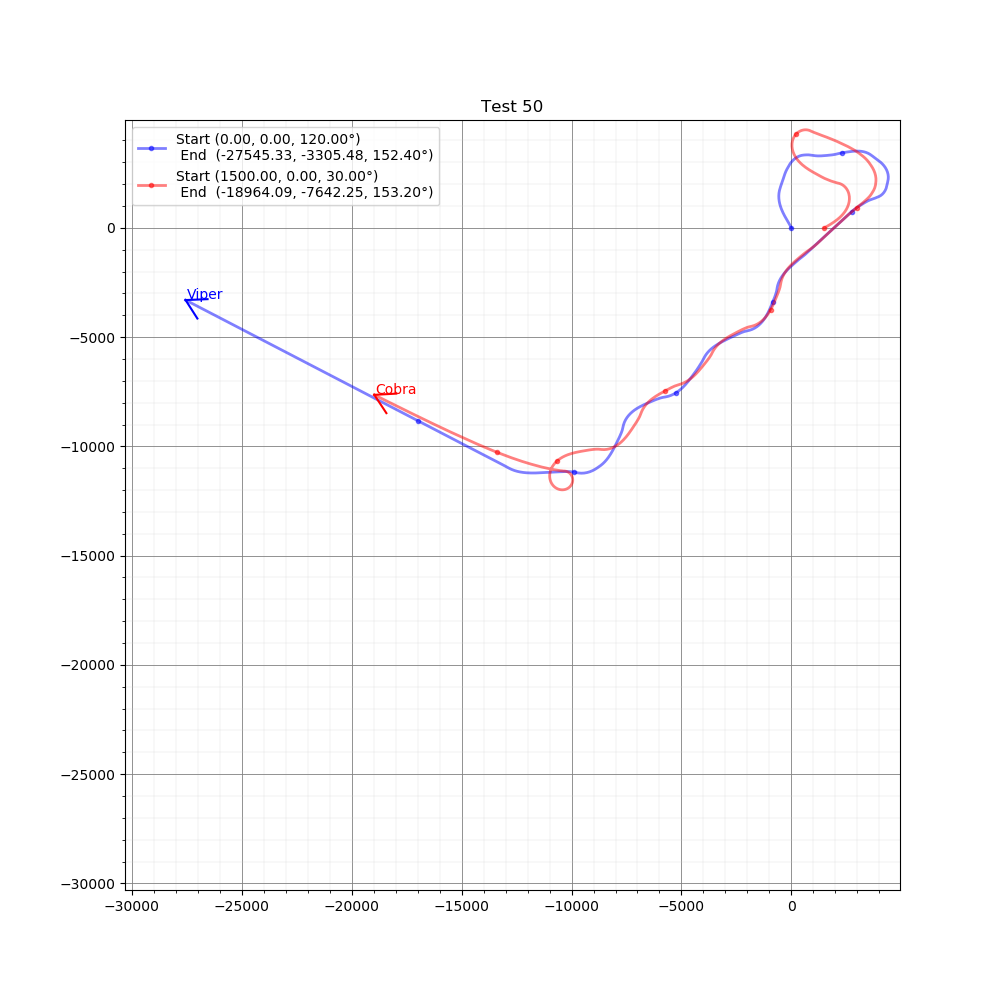 Test 50
Start (0.00, 0.00, 120.00°)
End (-27545.33, -3305.48, 152.40°)
Start (1500.00, 0.00, 30.00°)
End (-18964.09, -7642.25, 153.20°)
0
Viper
−5000
Cobra
−10000
−15000
−20000
−25000
−30000
−30000 −25000 −20000 −15000 −10000 −5000 0